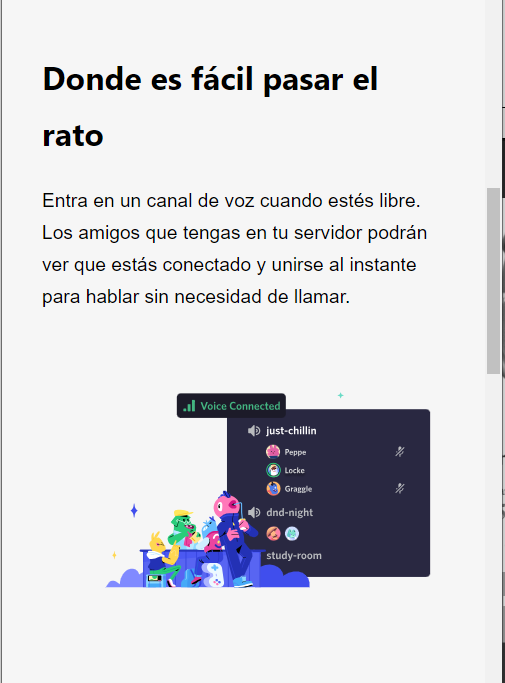 Donde es fácil pasar el
rato
Entra en un canal de voz cuando estés libre.
Los amigos que tengas en tu servidor podrán
ver que estás conectado y unirse al instante
para hablar sin necesidad de llamar.
Voice Connected
just-chillin
Peppe
Locke
Graggle
dnd-night
study-room